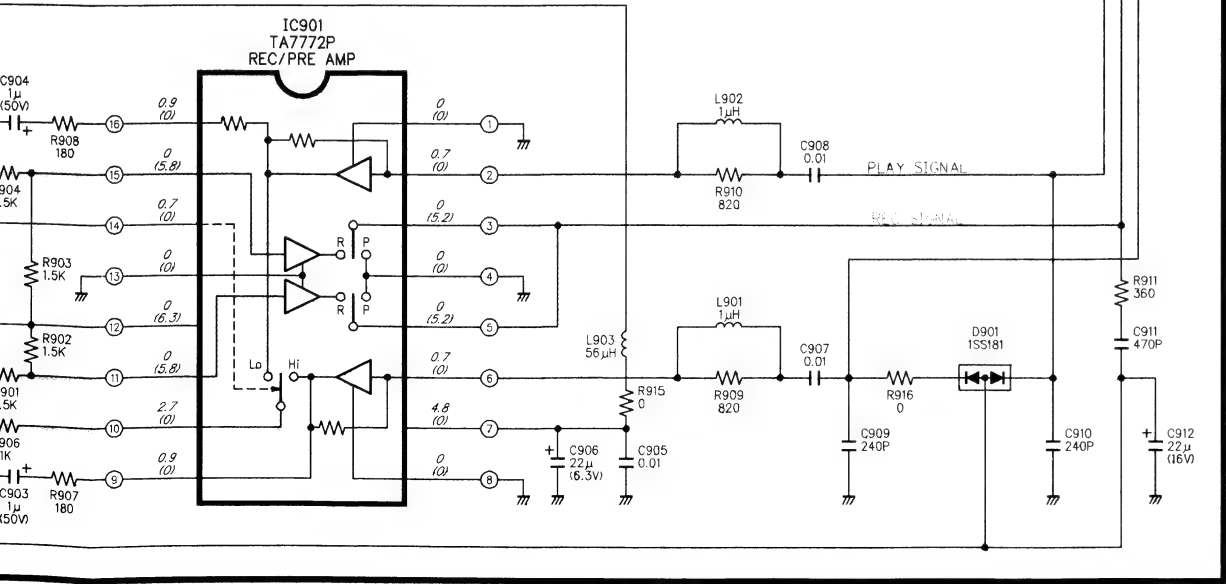 IC901
TA7772P
REC/PRE AMP
C904
1μ
(50V)
R908
180
0.9
(0)
16
0
(0)
1
L902
1μH
0
(5.8)
15
0.7
(0)
2
R910
820
C908
0.01
PLAY SIGNAL
904
.5K
0.7
(0)
14
0
(5.2)
3
REC SIGNAL
R903
1.5K
0
(0)
13
R P
0
(0)
4
R911
360
0
(6.3)
12
R P
0
(5.2)
5
L903
56μH
L901
1μH
C911
470P
R902
1.5K
D901
1SS181
0
(5.8)
11
Lo Hi
0.7
(0)
6
R909
820
C907
0.01
R916
0
901
.5K
R915
0
2.7
(0)
10
4.8
(0)
7
906
1K
C906
22μ
(6.3V)
+
C905
0.01
C909
240P
C910
240P
C912
22μ
(16V)
+
0.9
(0)
9
0
(0)
8
C903
1μ
(50V)
R907
180
+
+